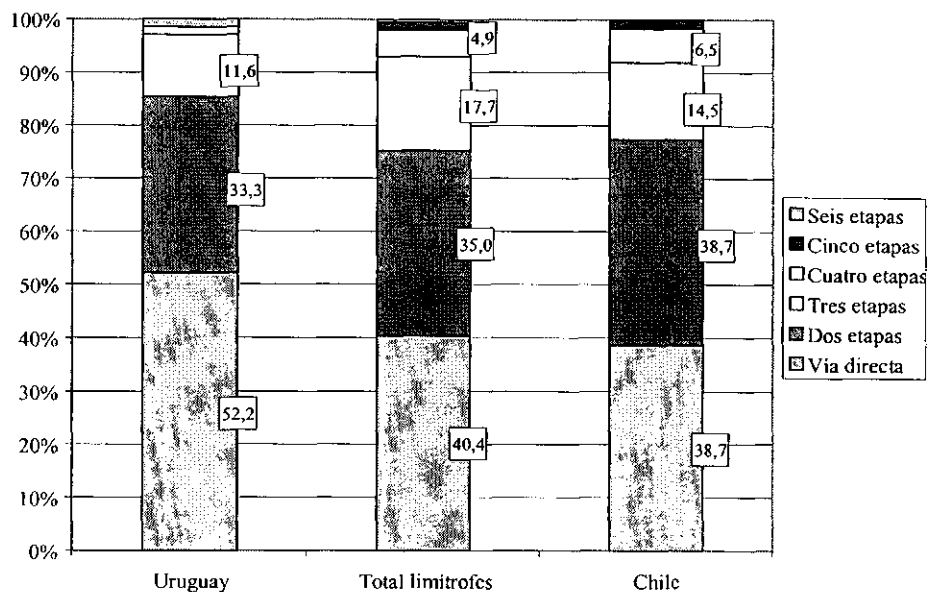 100%
90%
80%
70%
60%
50%
40%
30%
20%
10%
0%
11,6
33,3
52,2
4,9
17,7
35,0
40,4
6,5
14,5
38,7
38,7
Uruguay
Total limitrofes
Chile
Seis etapas
Cinco etapas
Cuatro etapas
Tres etapas
Dos etapas
Via directa